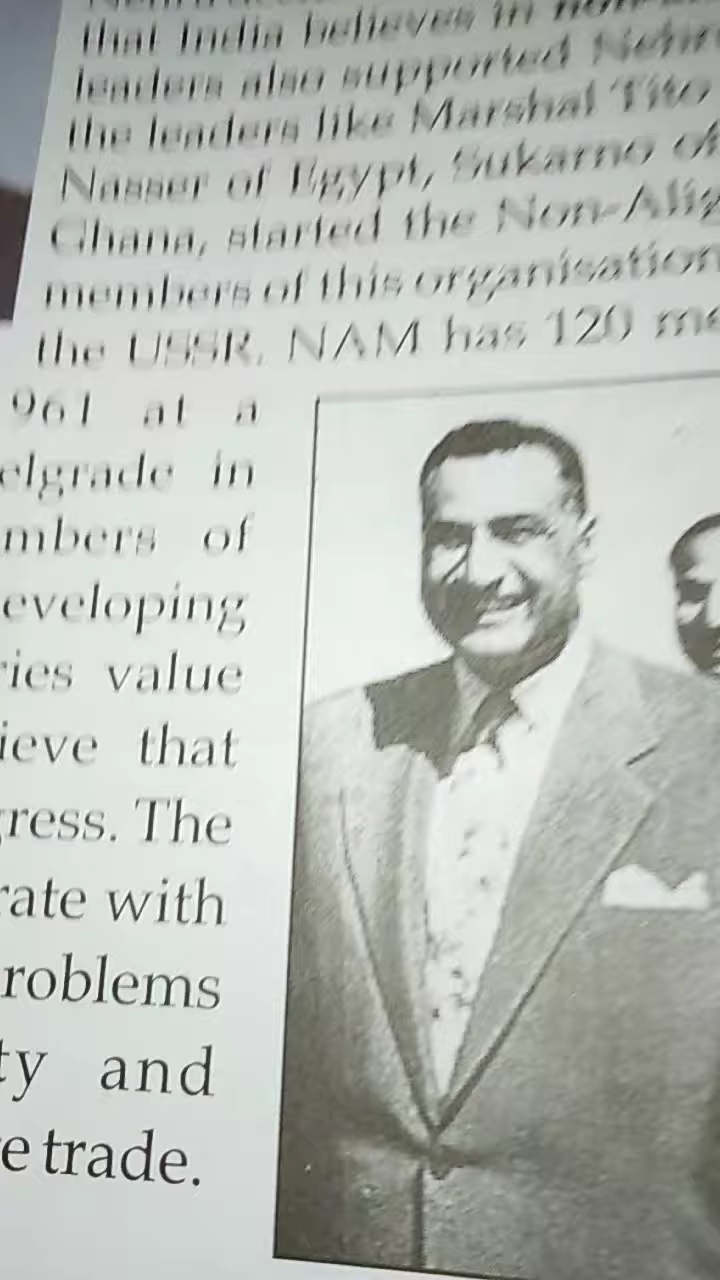 that India believes in
leaders also supported
the leaders like Marshal Tito
Nasser of Egypt, Sukarno of
Ghana, started the Non-Alig
members of this organisation
the USSR. NAM has 120 me
961 at a
elgrade in
mbers of
eveloping
ries value
ieve that
ress. The
rate with
roblems
ty and
e trade.